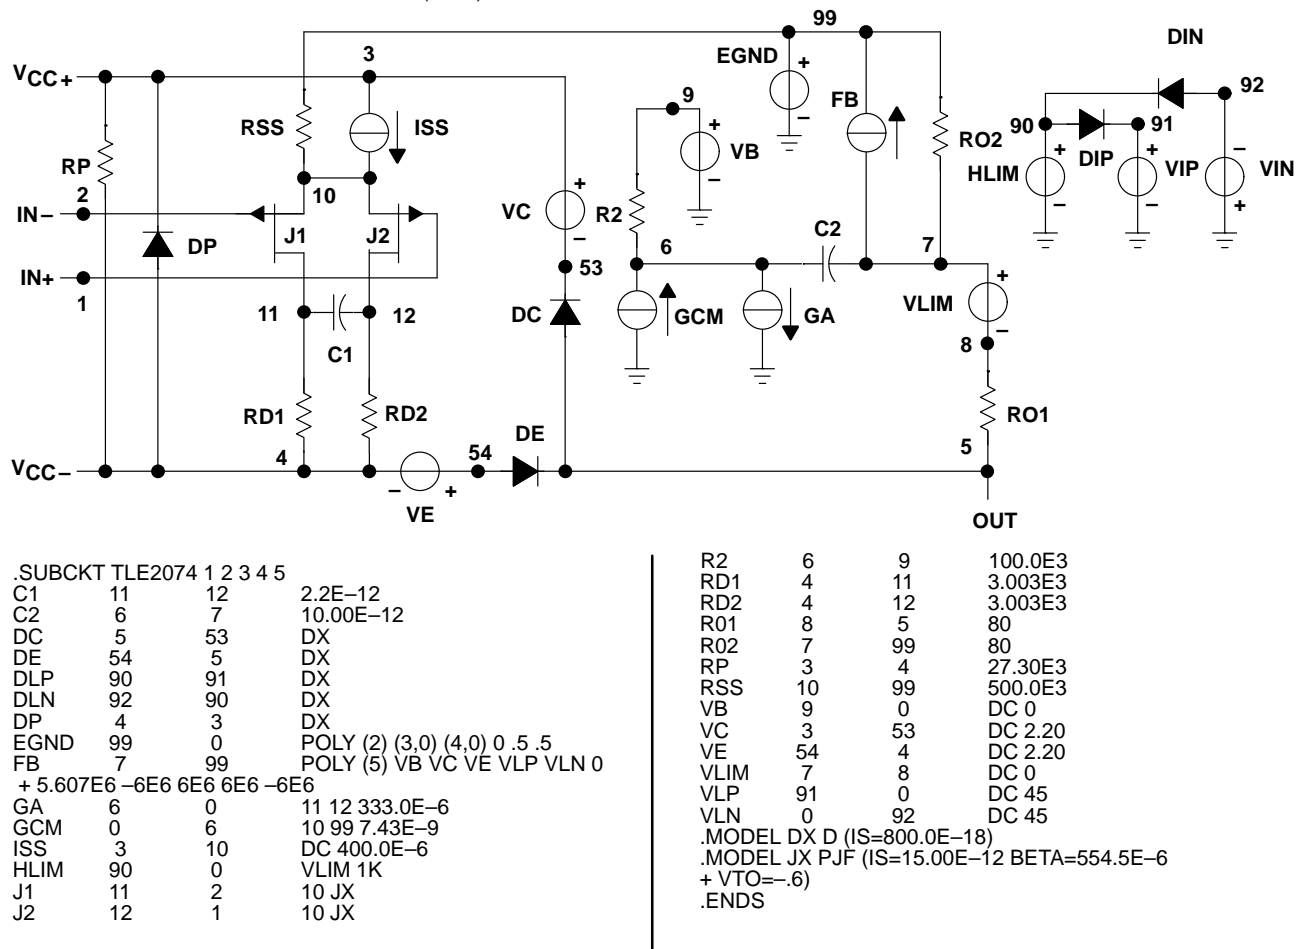 99
DIN
3
VCC+
EGND
+
92
9
FB
RSS
ISS
+
90
91
VB
RO2
RP
–
–
DIP
+
+
–
HLIM
VIP
VIN
2
10
–
–
+
IN–
+
R2
C2
J1
J2
VC
DP
6
7
–
IN+
53
+
1
VLIM
11
12
DC
GCM
GA
–
8
C1
RD1
RD2
RO1
DE
5
4
54
VCC–
–
+
VE
OUT
.SUBCKT TLE2074 1 2 3 4 5
C1 11 12 2.2E–12
C2 6 7 10.00E–12
DC 5 53 DX
DE 54 5 DX
DLP 90 91 DX
DLN 92 90 DX
DP 4 3 DX
EGND 99 0 POLY (2) (3,0) (4,0) 0 .5 .5
FB 7 99 POLY (5) VB VC VE VLP VLN 0
+ 5.607E6 –6E6 6E6 6E6 –6E6
GA 6 0 11 12 333.0E–6
GCM 0 6 10 99 7.43E–9
ISS 3 10 DC 400.0E–6
HLIM 90 0 VLIM 1K
J1 11 2 10 JX
J2 12 1 10 JX
R2 6 9 100.0E3
RD1 4 11 3.003E3
RD2 4 12 3.003E3
R01 8 5 80
R02 7 99 80
RP 3 4 27.30E3
RSS 10 99 500.0E3
VB 9 0 DC 0
VC 3 53 DC 2.20
VE 54 4 DC 2.20
VLIM 7 8 DC 0
VLP 91 0 DC 45
VLN 0 92 DC 45
.MODEL DX D (IS=800.0E–18)
.MODEL JX PJF (IS=15.00E–12 BETA=554.5E–6
+ VTO=–.6)
.ENDS